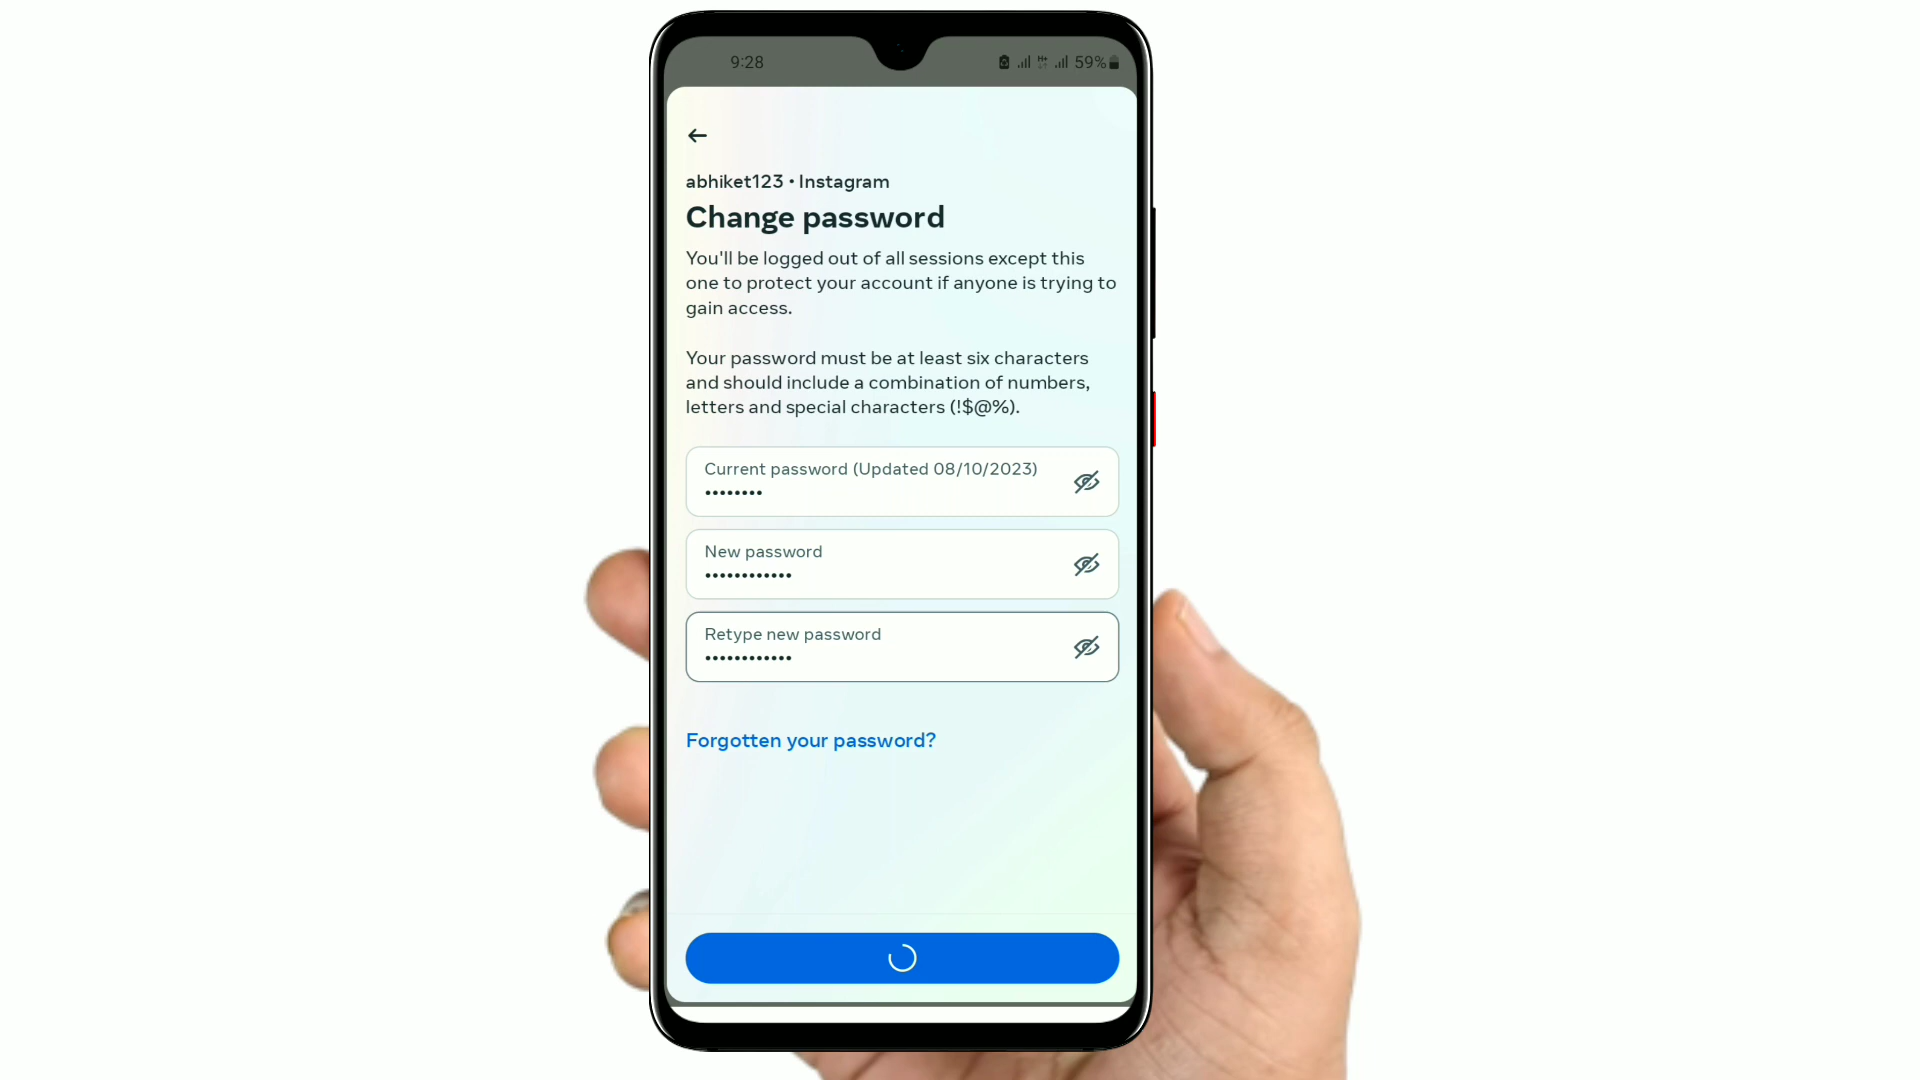 9:28
59%
abhiket123 • Instagram
Change password
You'll be logged out of all sessions except this
one to protect your account if anyone is trying to
gain access.
Your password must be at least six characters
and should include a combination of numbers,
letters and special characters (!$@%).
Current password (Updated 08/10/2023)
••••••••
New password
••••••••••••
Retype new password
••••••••••••
Forgotten your password?